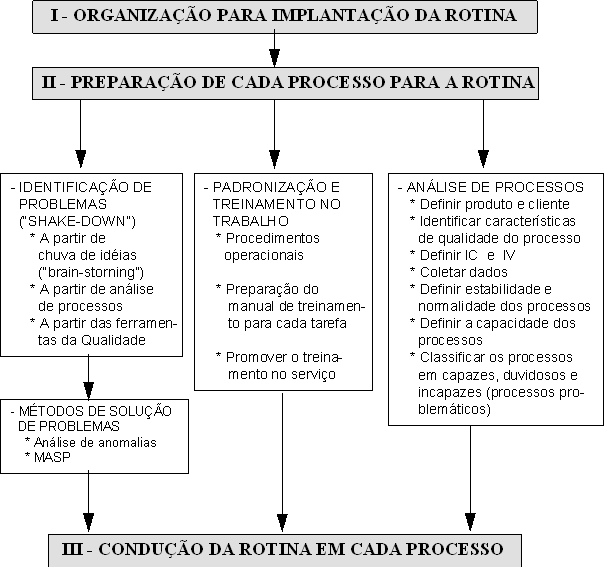 I - ORGANIZAÇÃO PARA IMPLANTAÇÃO DA ROTINA
II - PREPARAÇÃO DE CADA PROCESSO PARA A ROTINA
- IDENTIFICAÇÃO DE
PROBLEMAS
("SHAKE-DOWN")
* A partir de
chuva de idéias
("brain-storning")
* A partir de análise
de processos
* A partir das ferramen-
tas da Qualidade
- MÉTODOS DE SOLUÇÃO
DE PROBLEMAS
* Análise de anomalias
* MASP
- PADRONIZAÇÃO E
TREINAMENTO NO
TRABALHO
* Procedimentos
operacionais
* Preparação do
manual de treinamen-
to para cada tarefa
* Promover o treina-
mento no serviço
- ANÁLISE DE PROCESSOS
* Definir produto e cliente
* Identificar características
de qualidade do processo
* Definir IC e IV
* Coletar dados
* Definir estabilidade e
normalidade dos processos
* Definir a capacidade dos
processos
* Classificar os processos
em capazes, duvidosos e
incapazes (processos pro-
blemáticos)
III - CONDUÇÃO DA ROTINA EM CADA PROCESSO